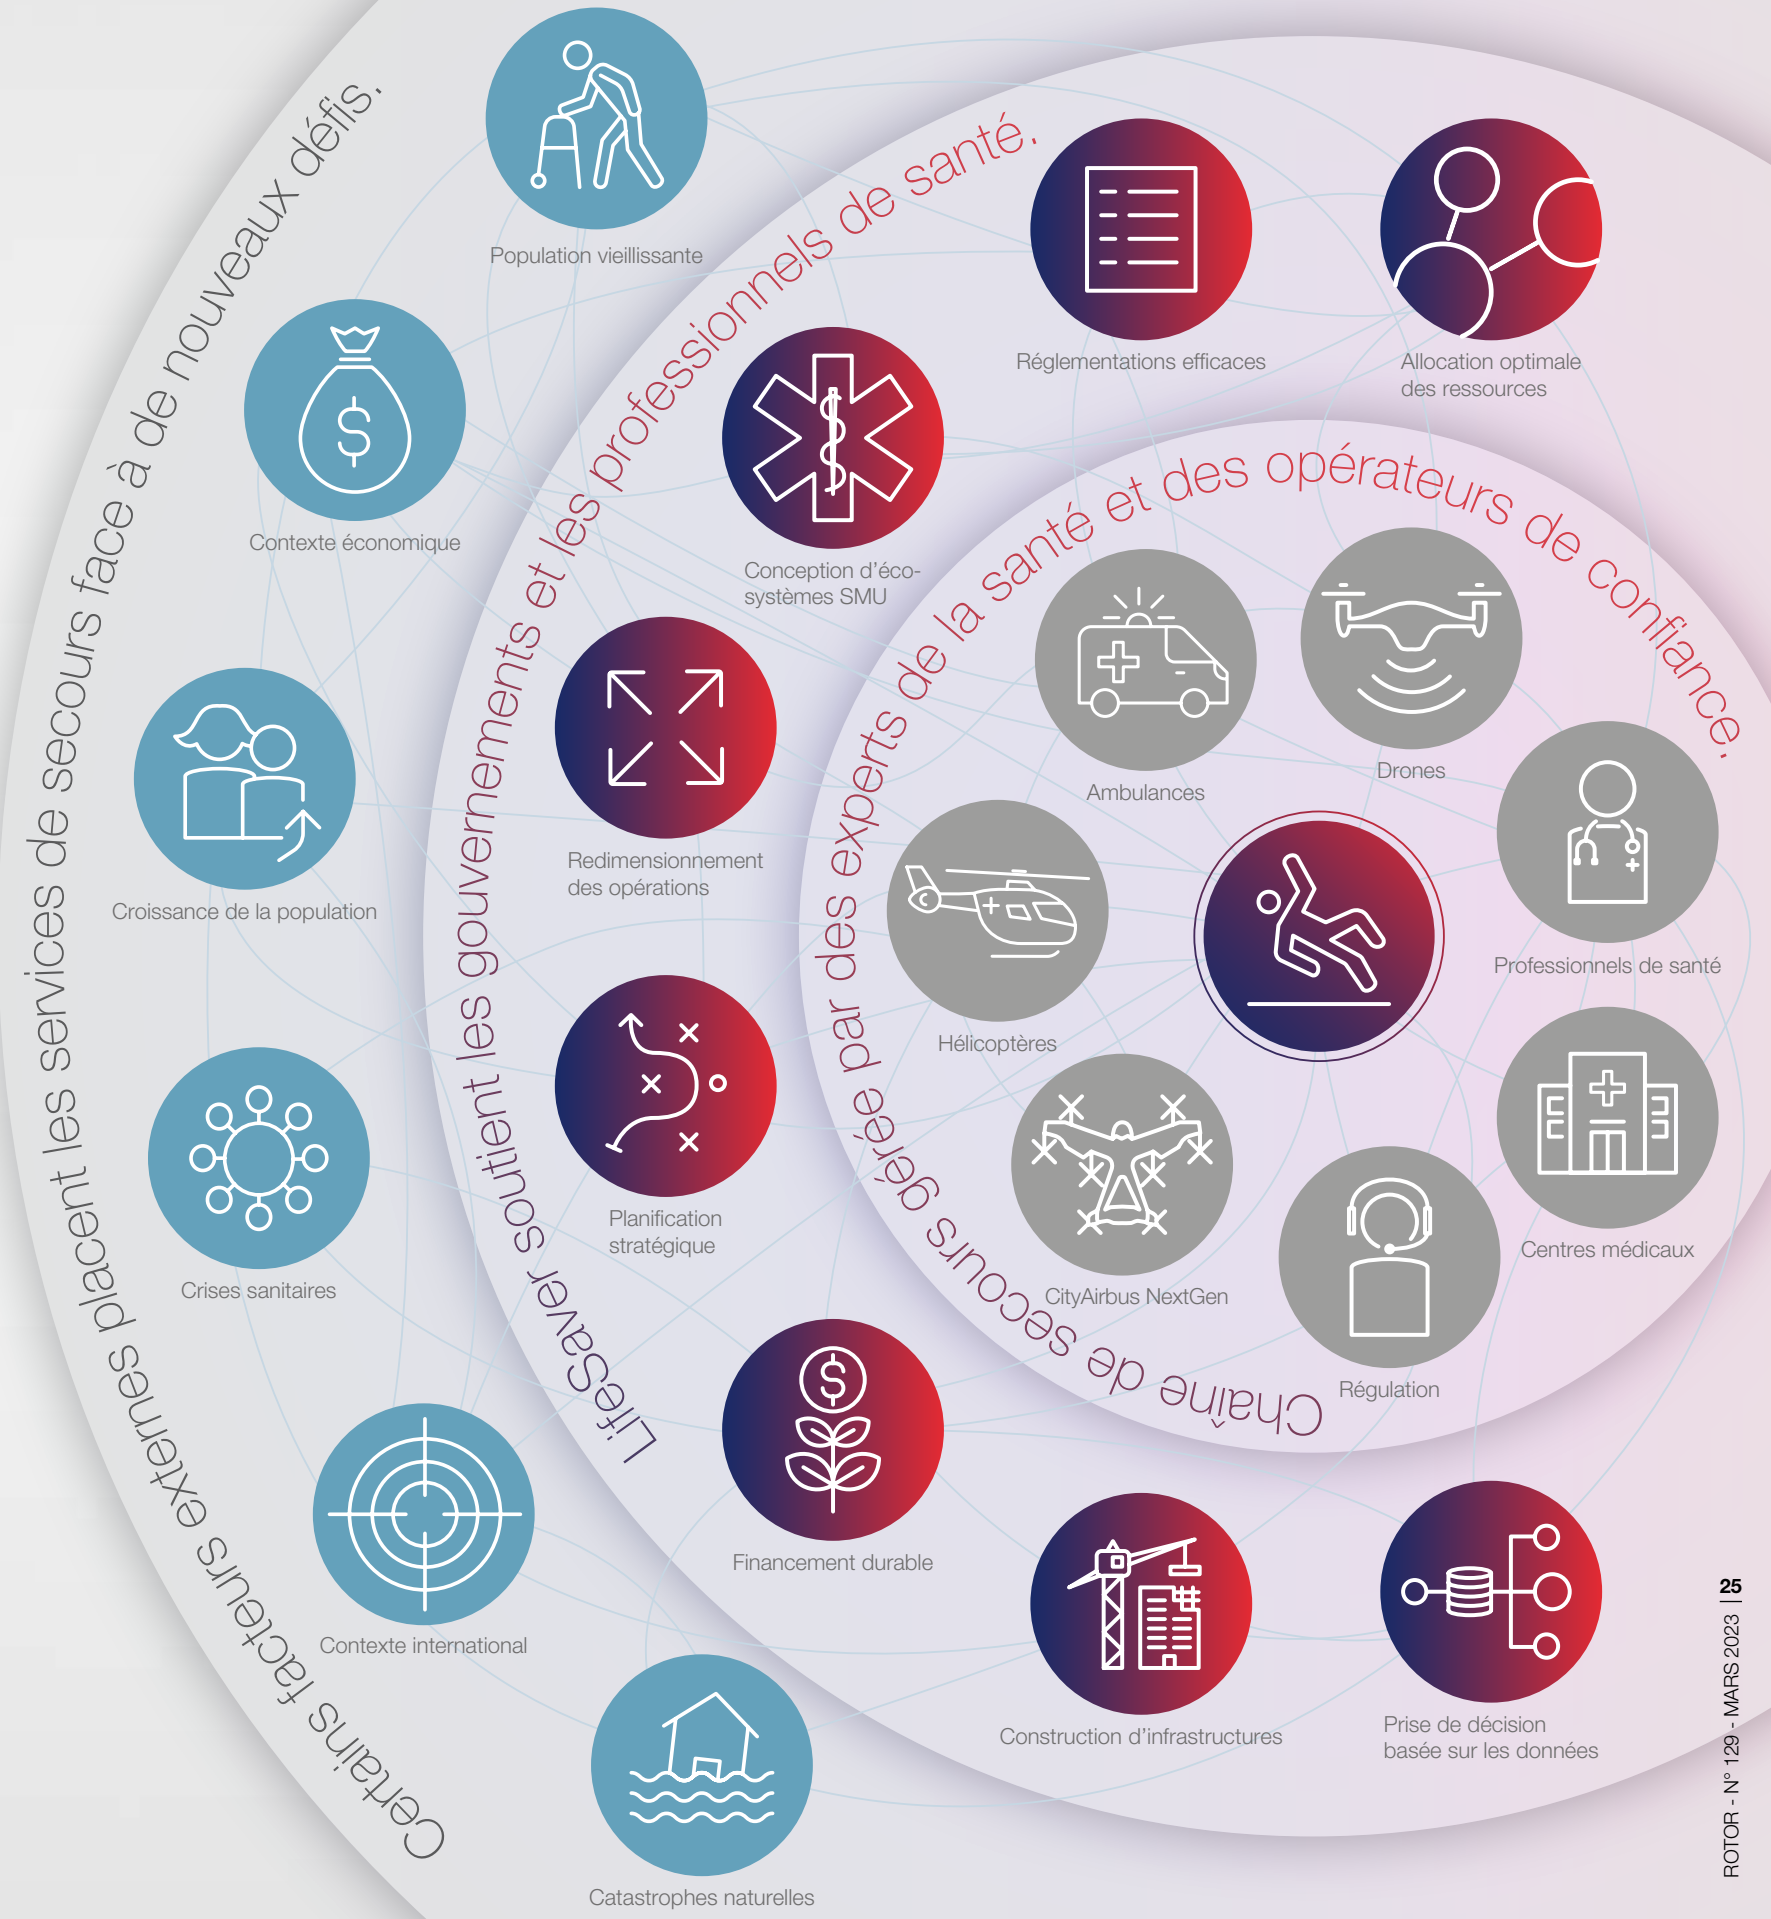 Certains facteurs externes placent les services de secours face à de nouveaux défis.
LifeSaver soutient les gouvernements et les professionnels de santé.
Chaîne de secours gérée par des experts de la santé et des opérateurs de confiance.
Population vieillissante
Contexte économique
Croissance de la population
Crises sanitaires
Contexte international
Catastrophes naturelles
Réglementations efficaces
Allocation optimale
des ressources
Conception d'éco-
systèmes SMU
Redimensionnement
des opérations
Planification
stratégique
Financement durable
Construction d'infrastructures
Prise de décision
basée sur les données
Ambulances
Drones
Professionnels de santé
Hélicoptères
CityAirbus NextGen
Régulation
Centres médicaux
ROTOR - N° 129 - MARS 2023 | 25